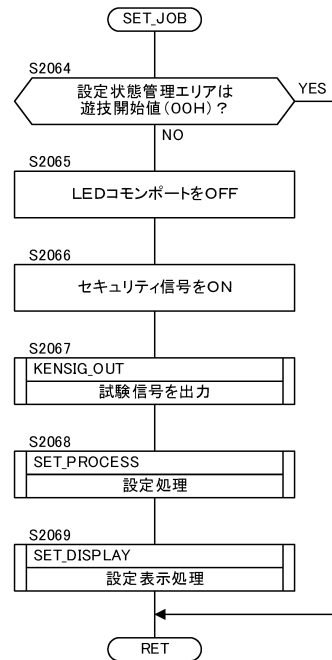 SET_JOB
S2064
設定状態管理エリアは
遊技開始値(00H)?
YES
NO
S2065
LEDコモンポートをOFF
S2066
セキュリティ信号をON
S2067
KENSIG_OUT
試験信号を出力
S2068
SET_PROCESS
設定処理
S2069
SET_DISPLAY
設定表示処理
RET